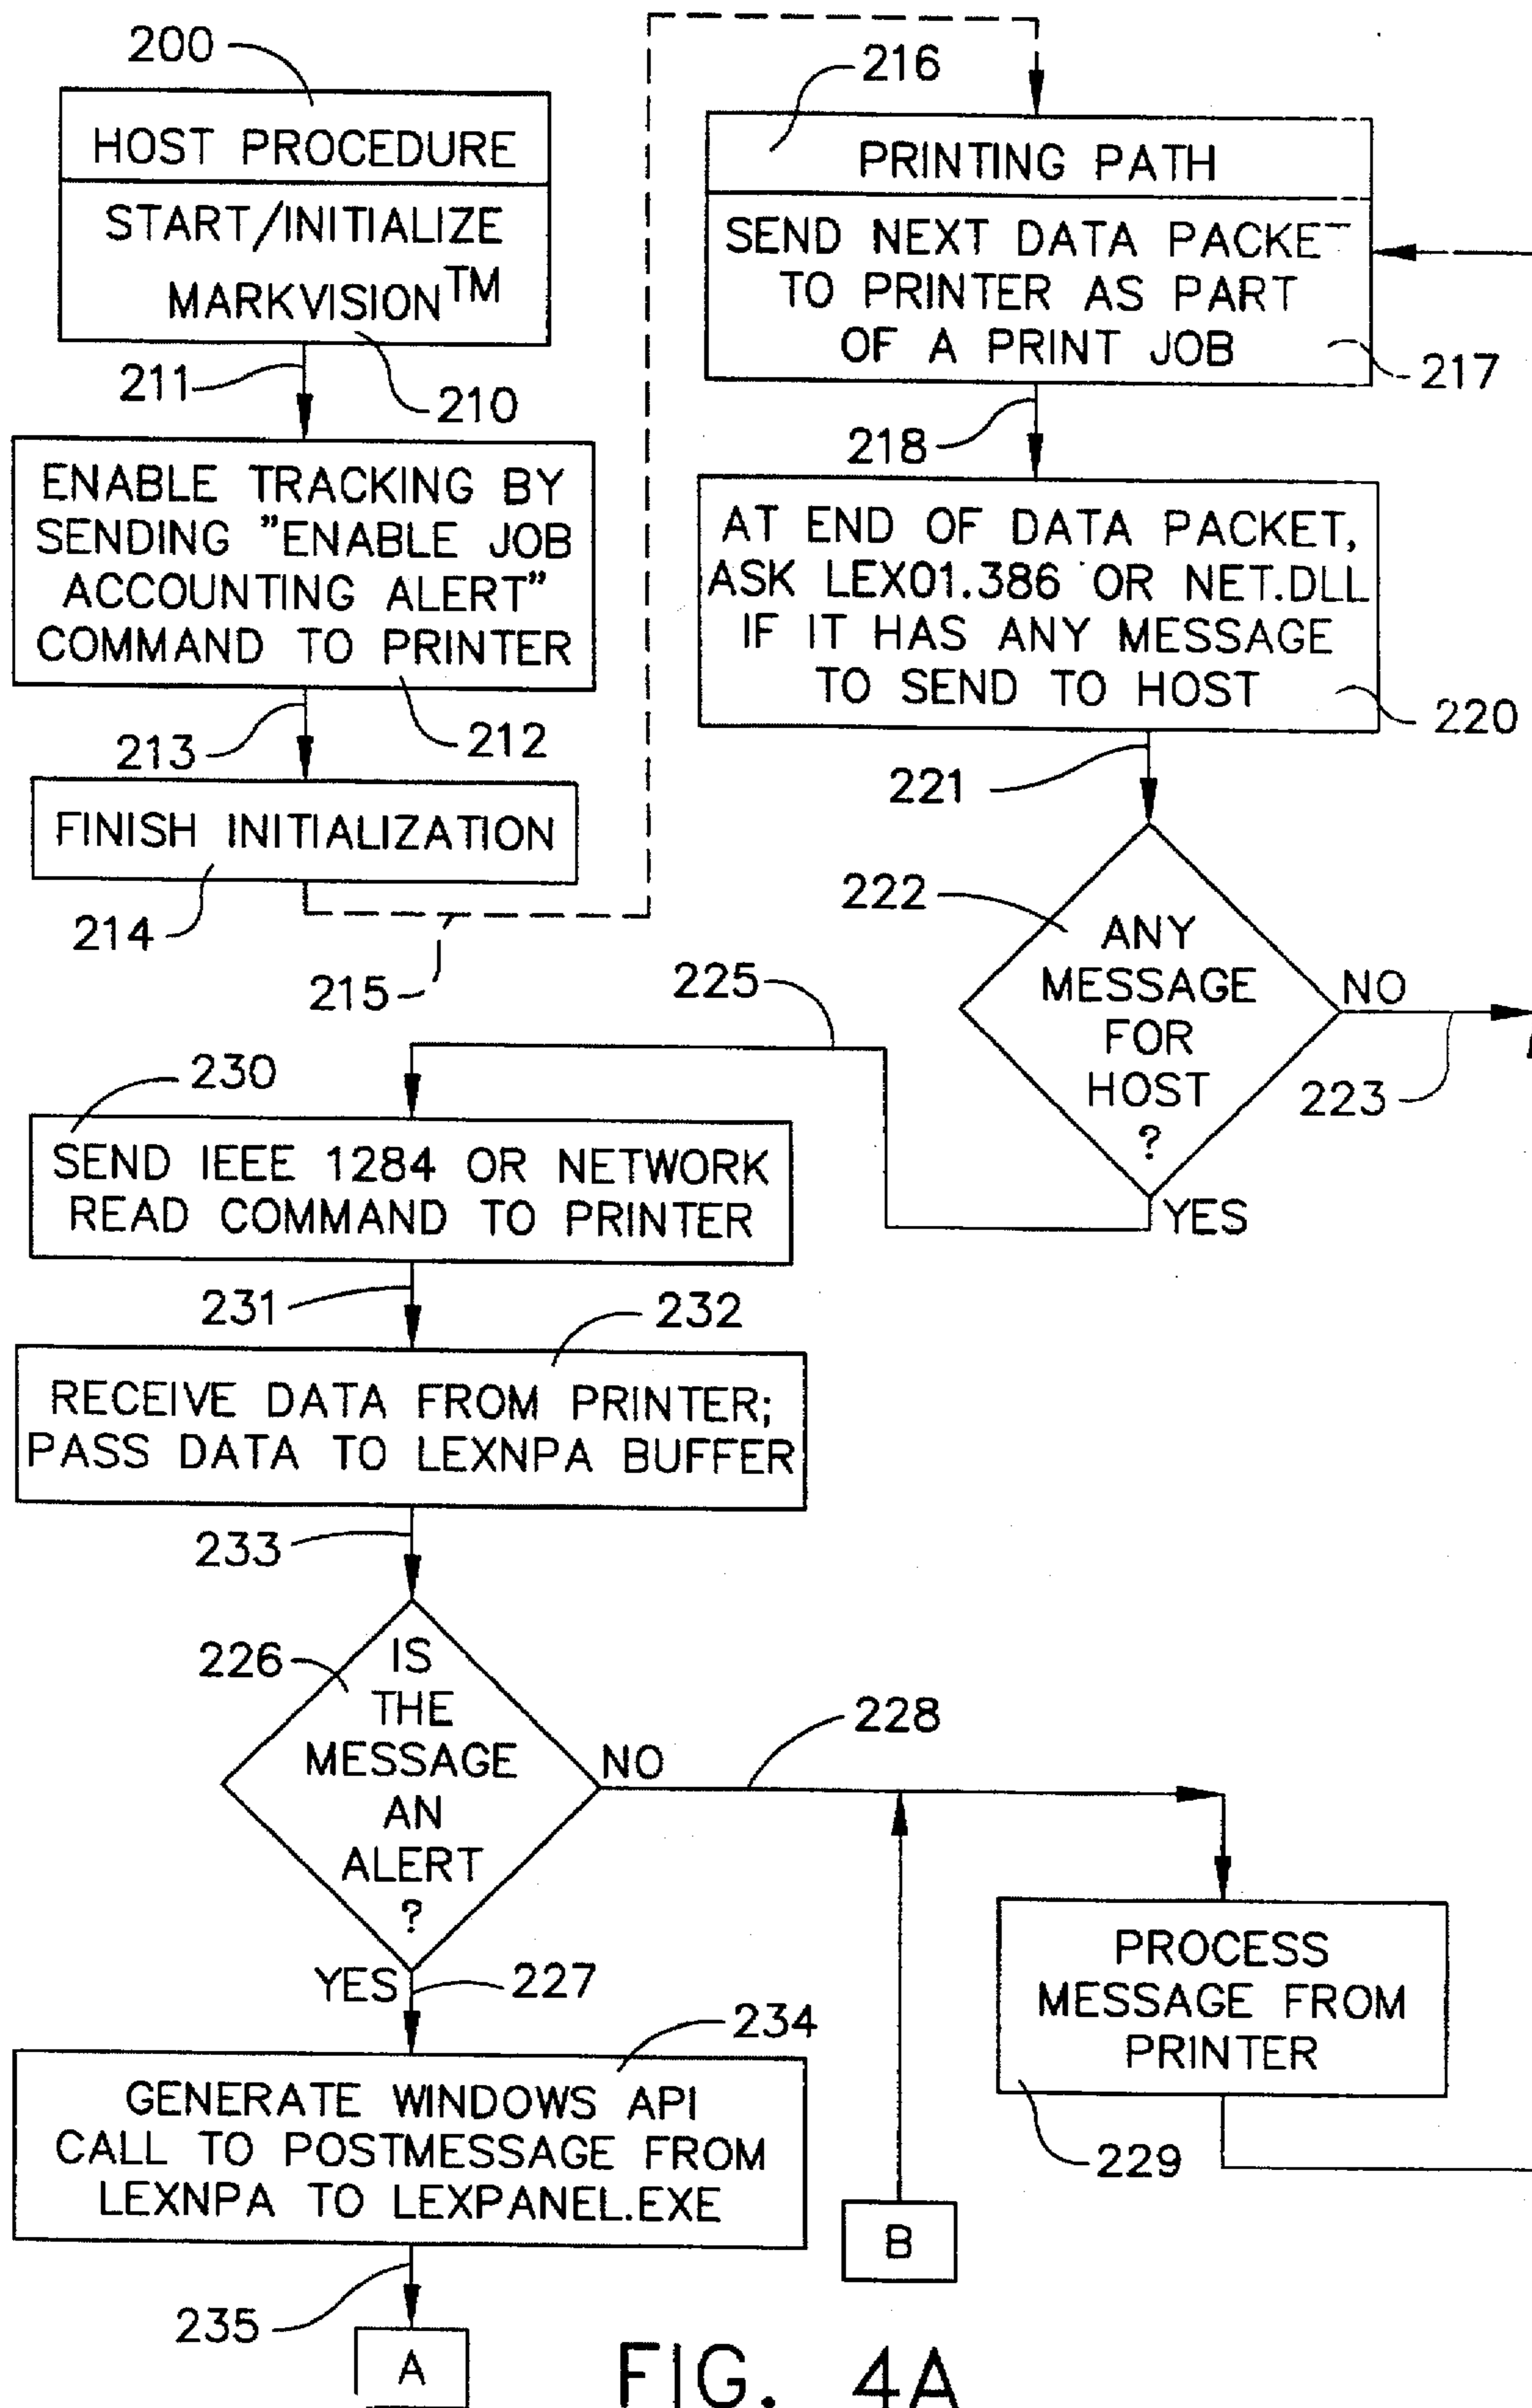 200
HOST PROCEDURE
START/INITIALIZE
MARKVISION™
211
210
ENABLE TRACKING BY
SENDING "ENABLE JOB
ACCOUNTING ALERT"
COMMAND TO PRINTER
213
212
FINISH INITIALIZATION
214
215
216
PRINTING PATH
SEND NEXT DATA PACKET
TO PRINTER AS PART
OF A PRINT JOB
217
218
AT END OF DATA PACKET,
ASK LEX01.386 OR NET.DLL
IF IT HAS ANY MESSAGE
TO SEND TO HOST
220
221
222
ANY
MESSAGE
FOR
HOST
?
NO
223
YES
225
230
SEND IEEE 1284 OR NETWORK
READ COMMAND TO PRINTER
231
232
RECEIVE DATA FROM PRINTER;
PASS DATA TO LEXNPA BUFFER
233
226
IS
THE
MESSAGE
AN
ALERT
?
NO
228
YES
227
PROCESS
MESSAGE FROM
PRINTER
229
234
GENERATE WINDOWS API
CALL TO POSTMESSAGE FROM
LEXNPA TO LEXPANEL.EXE
B
235
A
FIG. 4A